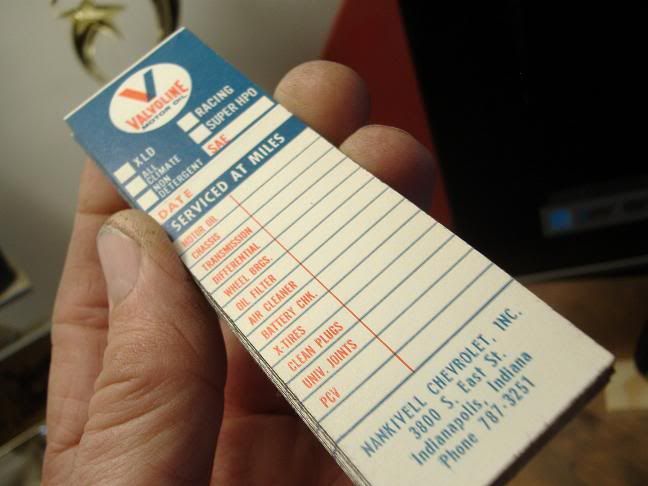 VALVOLINE
MOTOR OIL
XLD
ALL CLIMATE
NON DETERGENT
RACING
SUPER HPO
SAE
DATE
SERVICED AT MILES
MOTOR OIL
CHASSIS
TRANSMISSION
DIFFERENTIAL
WHEEL BRGS.
OIL FILTER
AIR CLEANER
BATTERY CHK.
X-TIRES
CLEAN PLUGS
UNIV. JOINTS
PCV
NANKIVELL CHEVROLET, INC.
3800 S. East St.
Indianapolis, Indiana
Phone 787-3251